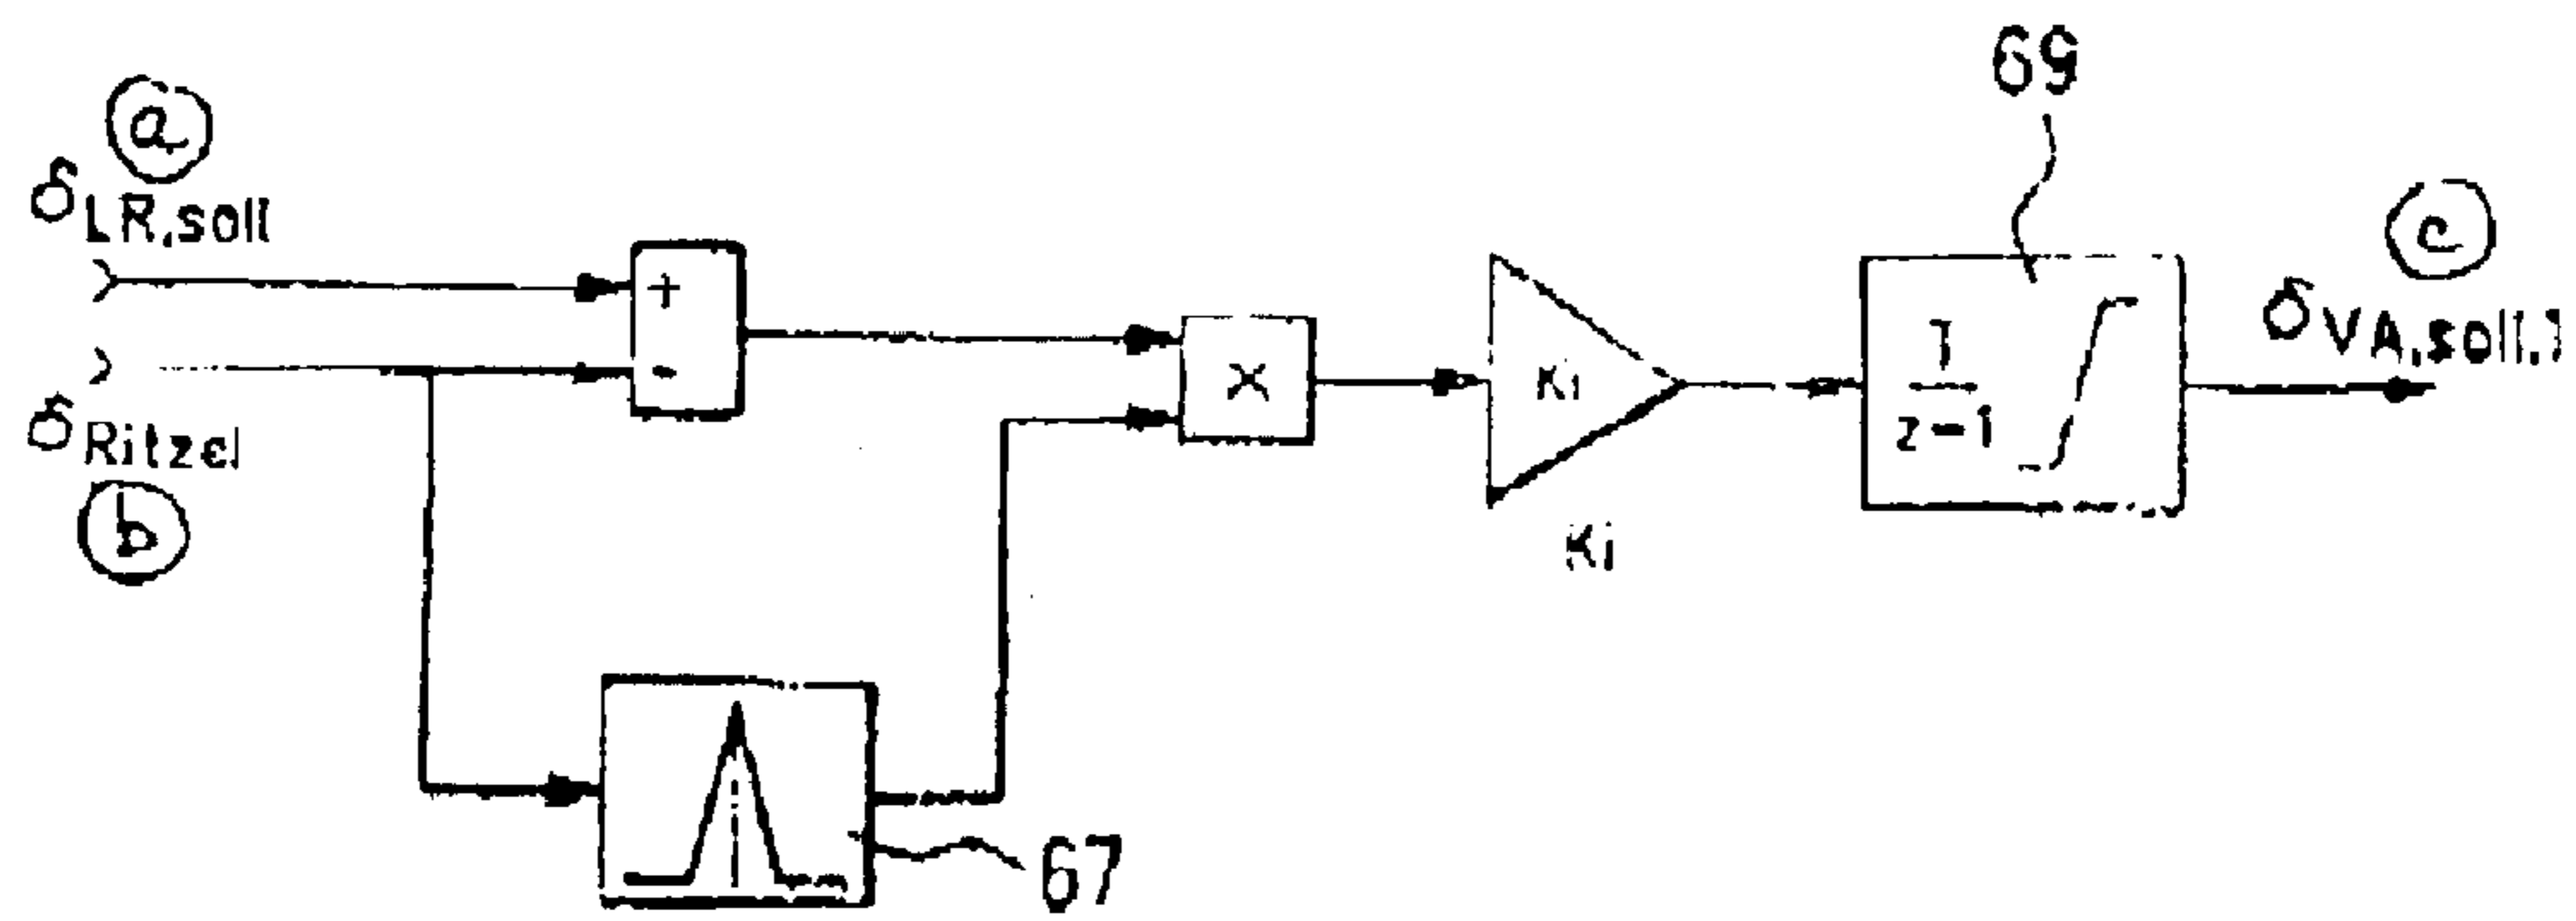 69
a
δLR,soll
c
+
-
X
Ki
T
z-1
δVA,soll,1
δRitzel
b
Ki
67